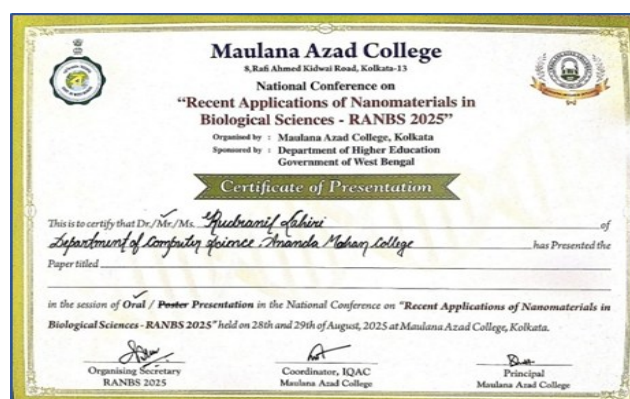 Maulana Azad College
8,Rafi Ahmed Kidwai Road, Kolkata-13
National Conference on
“Recent Applications of Nanomaterials in
Biological Sciences - RANBS 2025”
Organised by : Maulana Azad College, Kolkata
Sponsored by : Department of Higher Education
Government of West Bengal
Certificate of Presentation
This is to certify that Dr./Mr./Ms. Rudranil Lahiri of
Department of Computer Science. Ananda Mohan College has Presented the
Paper titled
in the session of Oral / Poster Presentation in the National Conference on “Recent Applications of Nanomaterials in
Biological Sciences - RANBS 2025” held on 28th and 29th of August, 2025 at Maulana Azad College, Kolkata.
Organising Secretary
RANBS 2025
Coordinator, IQAC
Maulana Azad College
Principal
Maulana Azad College